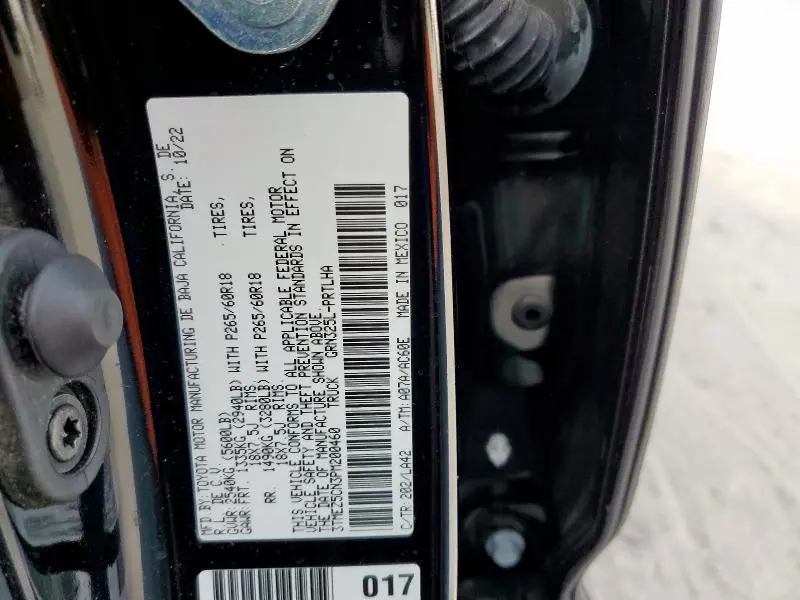 MFD BY: TOYOTA MOTOR MANUFACTURING DE BAJA CALIFORNIA, S. DE
R. L. DE C. V. DATE: 10/22
GVWR: 2540KG (5600LB)
GAWR: FRT. 1335KG (2940LB) WITH P265/60R18 TIRES,
18X7.5J RIMS.
RR. 1490KG (3280LB) WITH P265/60R18 TIRES,
18X7.5J RIMS.
THIS VEHICLE CONFORMS TO ALL APPLICABLE FEDERAL MOTOR
VEHICLE SAFETY AND THEFT PREVENTION STANDARDS IN EFFECT ON
THE DATE OF MANUFACTURE SHOWN ABOVE.
3TMEZ5CN3PM200460 TRUCK GRN325L-PRTLHA
C/TR: 202/LA42 A/TM: A07A/AC60E MADE IN MEXICO 017
017